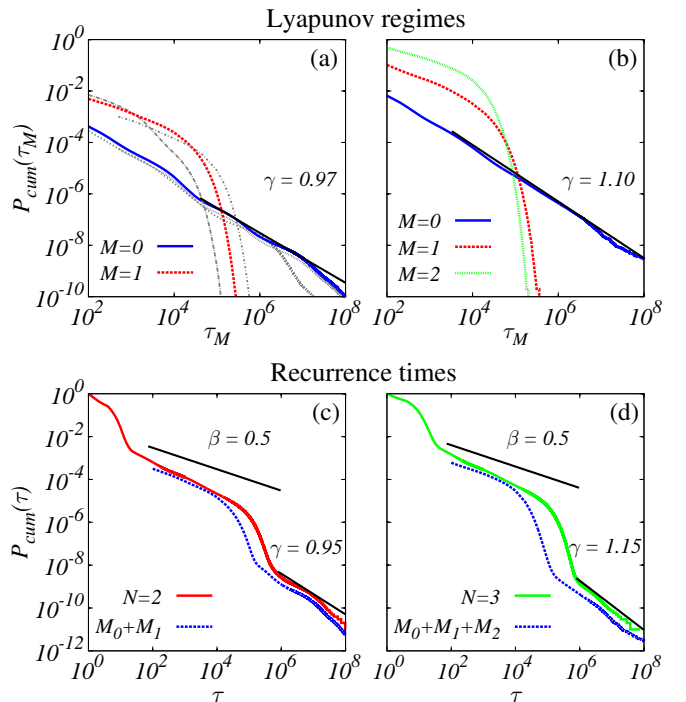 Lyapunov regimes
(a) (b)
P_cum(τ_M)
10^0
10^-2
10^-4
10^-6
10^-8
10^-10
γ = 0.97 γ = 1.10
M=0
M=1
M=0
M=1
M=2
10^2 10^4 10^6 10^8 10^2 10^4 10^6 10^8
τ_M τ_M
Recurrence times
(c) (d)
P_cum(τ)
10^0
10^-2
10^-4
10^-6
10^-8
10^-10
10^-12
β = 0.5 β = 0.5
γ = 0.95 γ = 1.15
N=2 N=3
M_0+M_1 M_0+M_1+M_2
10^0 10^2 10^4 10^6 10^8 10^0 10^2 10^4 10^6 10^8
τ τ